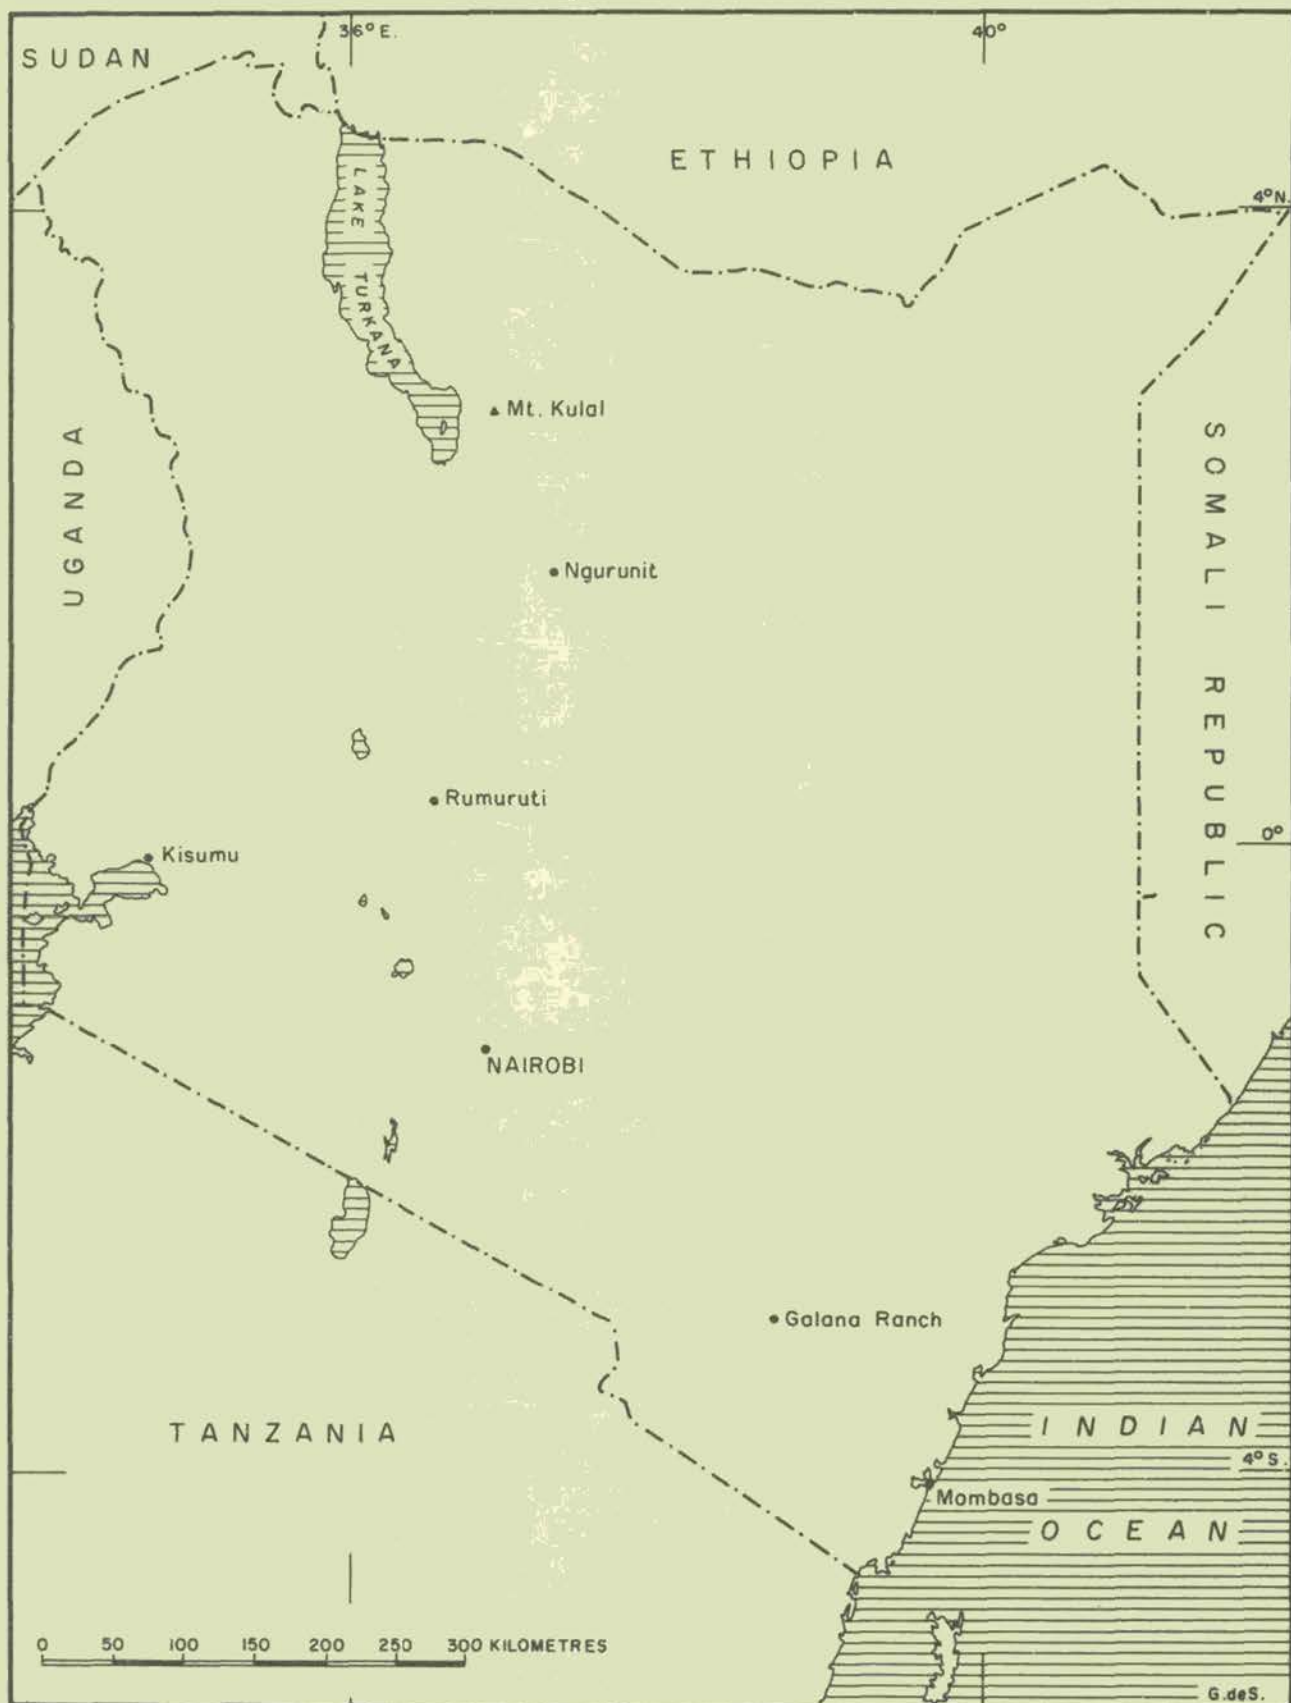 36° E.
40°
SUDAN
ETHIOPIA
4° N.
LAKE
TURKANA
Mt. Kulal
UGANDA
SOMALI REPUBLIC
Ngurunit
Rumuruti
0°
Kisumu
NAIROBI
Galana Ranch
TANZANIA
INDIAN
4° S.
Mombasa
OCEAN
0 50 100 150 200 250 300 KILOMETRES
G.deS.